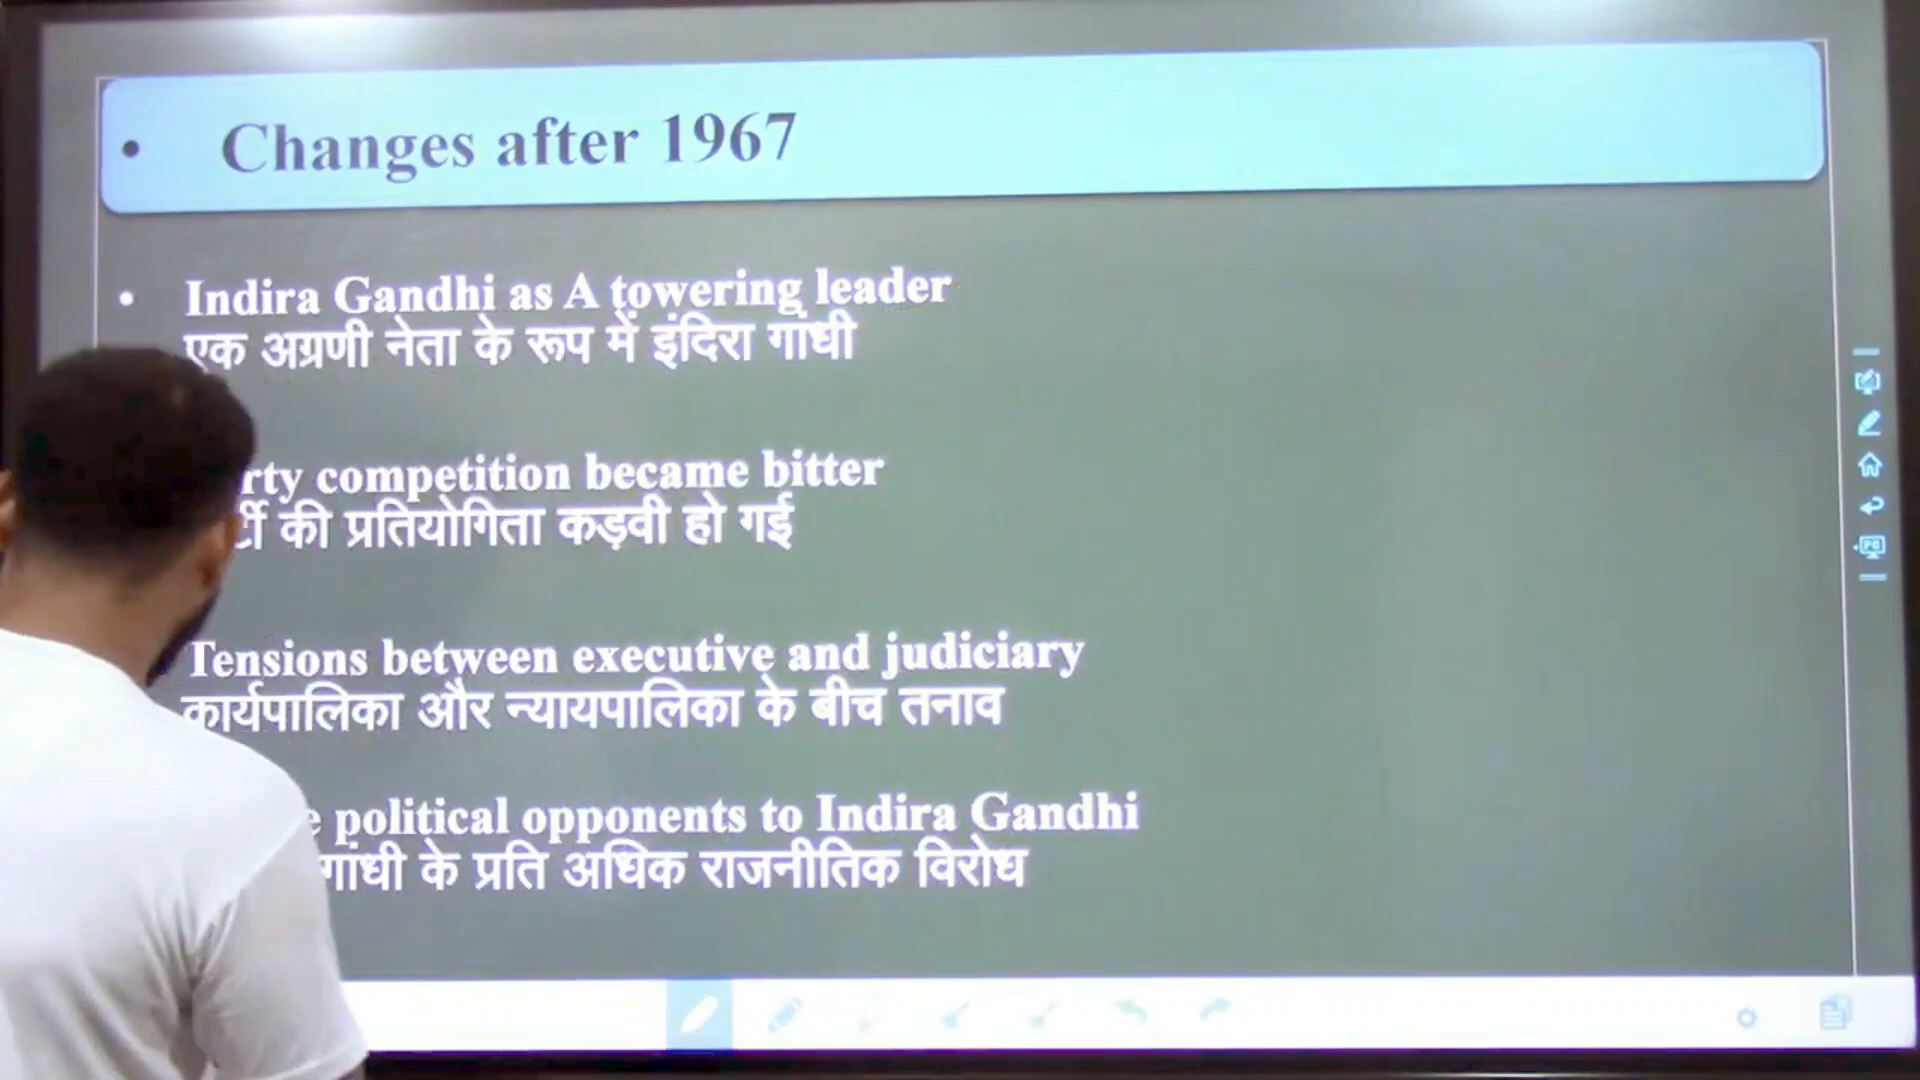 • Changes after 1967
• Indira Gandhi as A towering leader
एक अग्रणी नेता के रूप में इंदिरा गांधी
competition became bitter
की प्रतियोगिता कड़वी हो गई
Tensions between executive and judiciary
कार्यपालिका और न्यायपालिका के बीच तनाव
political opponents to Indira Gandhi
गांधी के प्रति अधिक राजनीतिक विरोध